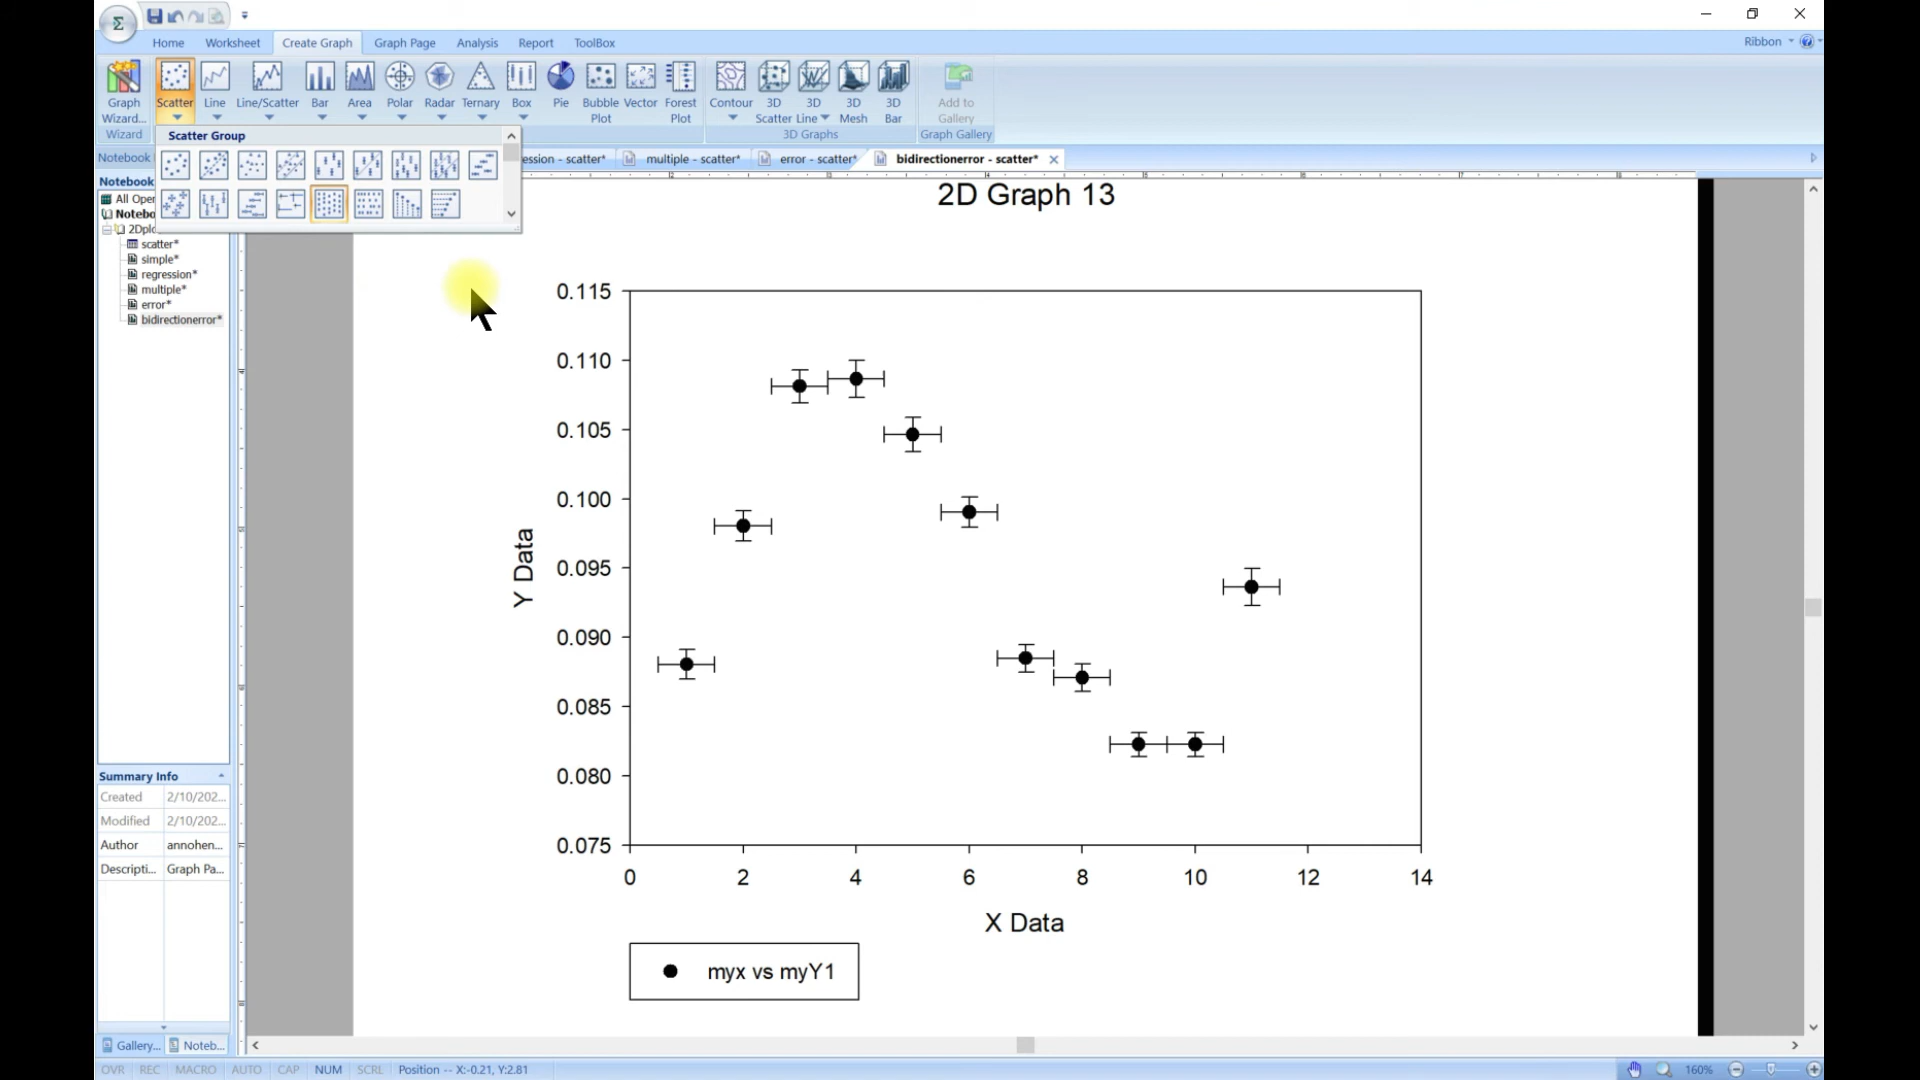 Σ
Home Worksheet Create Graph Graph Page Analysis Report ToolBox
Ribbon
Graph Wizard...
Scatter
Line
Line/Scatter
Bar
Area
Polar
Radar
Ternary
Box
Pie
Bubble Plot
Vector
Forest Plot
Contour
3D Scatter
3D Line
3D Mesh
3D Bar
Add to Gallery
Wizard
3D Graphs
Graph Gallery
Scatter Group
Notebook
ession - scatter*
multiple - scatter*
error - scatter*
bidirectionerror - scatter*
Notebook
All Oper
Notebo
2Dplo
scatter*
simple*
regression*
multiple*
error*
bidirectionerror*
2D Graph 13
0.115
0.110
0.105
0.100
0.095
0.090
0.085
0.080
0.075
Y Data
0 2 4 6 8 10 12 14
X Data
myx vs myY1
Summary Info
Created 2/10/202...
Modified 2/10/202...
Author annohen...
Descripti... Graph Pa...
Gallery... Noteb...
OVR REC MACRO AUTO CAP NUM SCRL Position -- X:-0.21, Y:2.81
160%